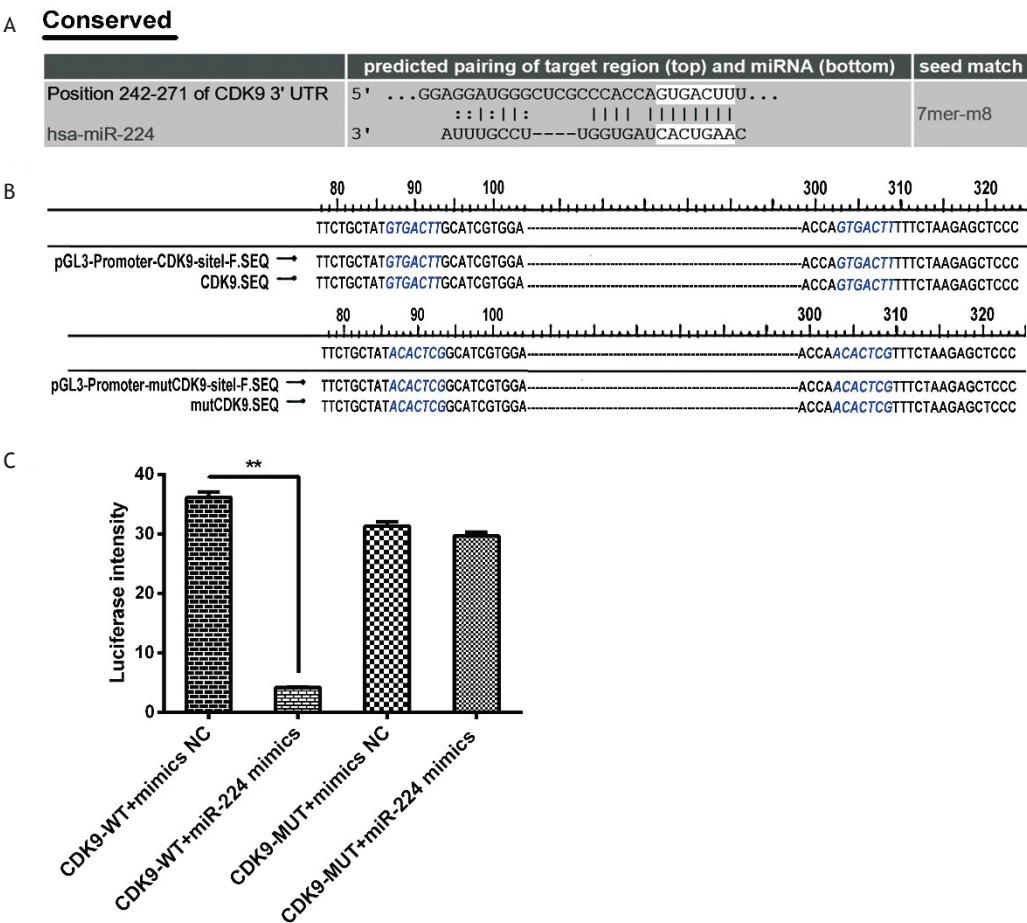 A
Conserved
predicted pairing of target region (top) and miRNA (bottom) seed match
Position 242-271 of CDK9 3' UTR 5' ...GGAGGAUGGGCUCGCCCACCAGUGACUUU...
7mer-m8
hsa-miR-224 3' AUUUGCCU----UGGUGAUCACUGAAC
B
80 90 100 300 310 320
TTCTGCTATGTGACTTGCATCGTGGA ACCAGTGACTTTTTCTAAGAGCTCCC
pGL3-Promoter-CDK9-siteI-F.SEQ TTCTGCTATGTGACTTGCATCGTGGA ACCAGTGACTTTTTCTAAGAGCTCCC
CDK9.SEQ TTCTGCTATGTGACTTGCATCGTGGA ACCAGTGACTTTTTCTAAGAGCTCCC
80 90 100 300 310 320
TTCTGCTATACACTCGGCATCGTGGA ACCAACACTCGTTTCTAAGAGCTCCC
pGL3-Promoter-mutCDK9-siteI-F.SEQ TTCTGCTATACACTCGGCATCGTGGA ACCAACACTCGTTTCTAAGAGCTCCC
mutCDK9.SEQ TTCTGCTATACACTCGGCATCGTGGA ACCAACACTCGTTTCTAAGAGCTCCC
C
Luciferase intensity
40
30
20
10
0
**
CDK9-WT+mimics NC
CDK9-WT+miR-224 mimics
CDK9-MUT+mimics NC
CDK9-MUT+miR-224 mimics